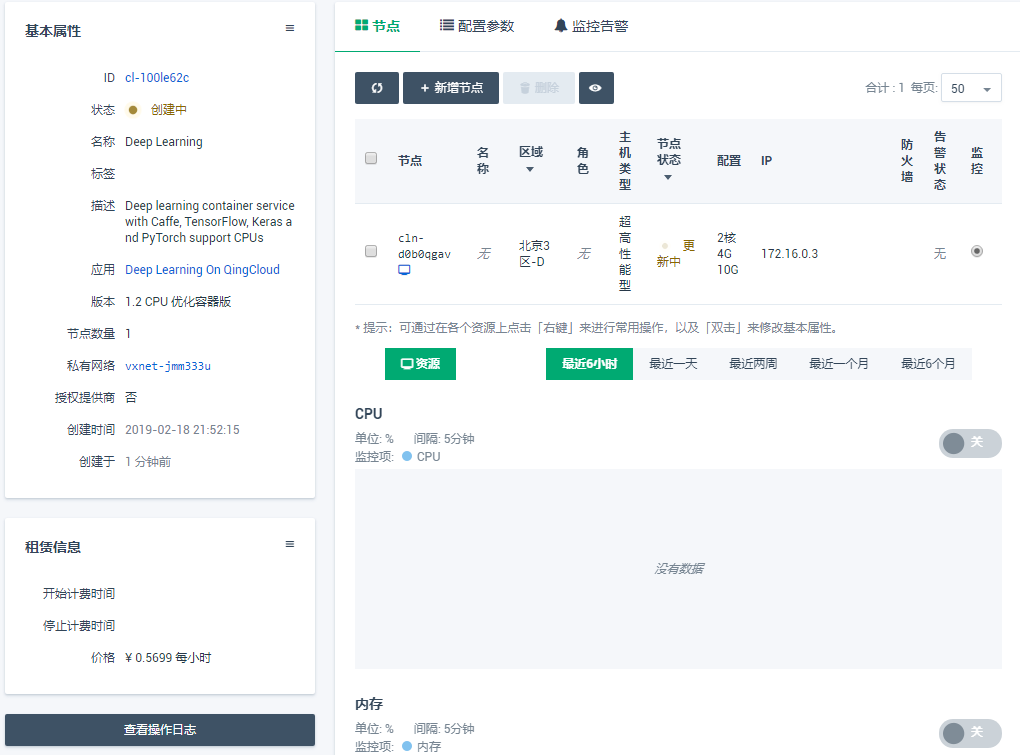 基本属性
ID cl-100le62c
状态 创建中
名称 Deep Learning
标签
描述 Deep learning container service
with Caffe, TensorFlow, Keras a
nd PyTorch support CPUs
应用 Deep Learning On QingCloud
版本 1.2 CPU 优化容器版
节点数量 1
私有网络 vxnet-jmm333u
授权提供商 否
创建时间 2019-02-18 21:52:15
创建于 1 分钟前
租赁信息
开始计费时间
停止计费时间
价格 ¥ 0.5699 每小时
查看操作日志
节点 配置参数 监控告警
+ 新增节点 删除 合计 : 1 每页: 50
节点 名称 区域 角色 主机类型 节点状态 配置 IP 防火墙 告警状态 监控
cln-d0b0qgav 无 北京3区-D 无 超高性能型 更新中 2核4G10G 172.16.0.3 无
* 提示：可通过在各个资源上点击「右键」来进行常用操作，以及「双击」来修改基本属性。
资源 最近6小时 最近一天 最近两周 最近一个月 最近6个月
CPU
单位: % 间隔: 5分钟
监控项: CPU 关
没有数据
内存
单位: % 间隔: 5分钟
监控项: 内存 关